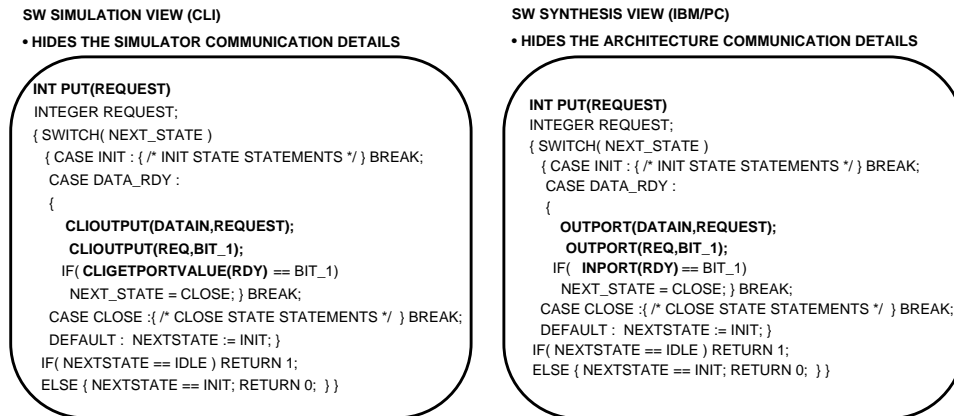 SW SIMULATION VIEW (CLI)
• HIDES THE SIMULATOR COMMUNICATION DETAILS
INT PUT(REQUEST)
INTEGER REQUEST;
{ SWITCH( NEXT_STATE )
{ CASE INIT : { /* INIT STATE STATEMENTS */ } BREAK;
CASE DATA_RDY :
{
CLIOUTPUT(DATAIN,REQUEST);
CLIOUTPUT(REQ,BIT_1);
IF( CLIGETPORTVALUE(RDY) == BIT_1)
NEXT_STATE = CLOSE; } BREAK;
CASE CLOSE :{ /* CLOSE STATE STATEMENTS */ } BREAK;
DEFAULT : NEXTSTATE := INIT; }
IF( NEXTSTATE == IDLE ) RETURN 1;
ELSE { NEXTSTATE == INIT; RETURN 0; } }
SW SYNTHESIS VIEW (IBM/PC)
• HIDES THE ARCHITECTURE COMMUNICATION DETAILS
INT PUT(REQUEST)
INTEGER REQUEST;
{ SWITCH( NEXT_STATE )
{ CASE INIT : { /* INIT STATE STATEMENTS */ } BREAK;
CASE DATA_RDY :
{
OUTPORT(DATAIN,REQUEST);
OUTPORT(REQ,BIT_1);
IF( INPORT(RDY) == BIT_1)
NEXT_STATE = CLOSE; } BREAK;
CASE CLOSE :{ /* CLOSE STATE STATEMENTS */ } BREAK;
DEFAULT : NEXTSTATE := INIT; }
IF( NEXTSTATE == IDLE ) RETURN 1;
ELSE { NEXTSTATE == INIT; RETURN 0; } }